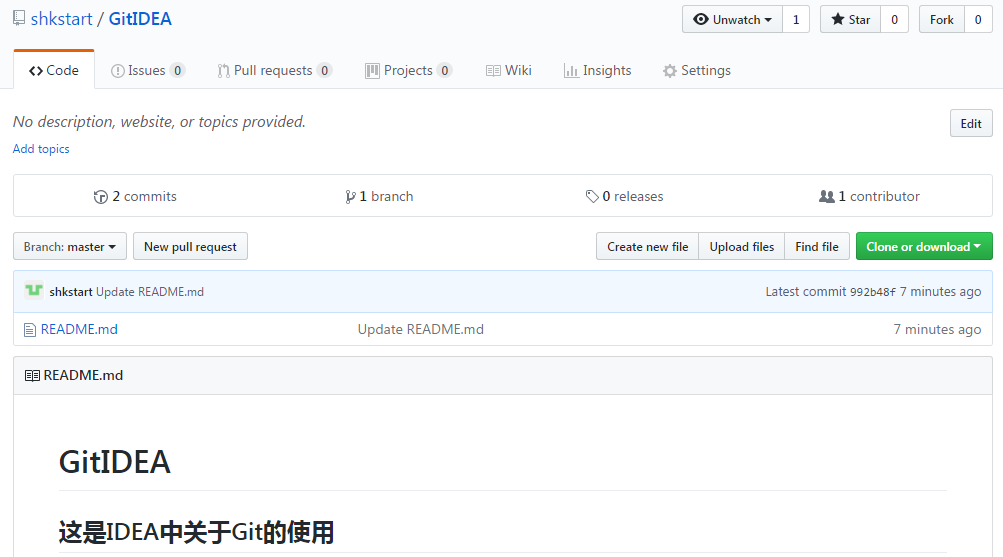 shkstart / GitIDEA
Unwatch 1 Star 0 Fork 0
Code Issues 0 Pull requests 0 Projects 0 Wiki Insights Settings
No description, website, or topics provided.
Edit
Add topics
2 commits 1 branch 0 releases 1 contributor
Branch: master New pull request Create new file Upload files Find file Clone or download
shkstart Update README.md Latest commit 992b48f 7 minutes ago
README.md Update README.md 7 minutes ago
README.md
GitIDEA
这是IDEA中关于Git的使用